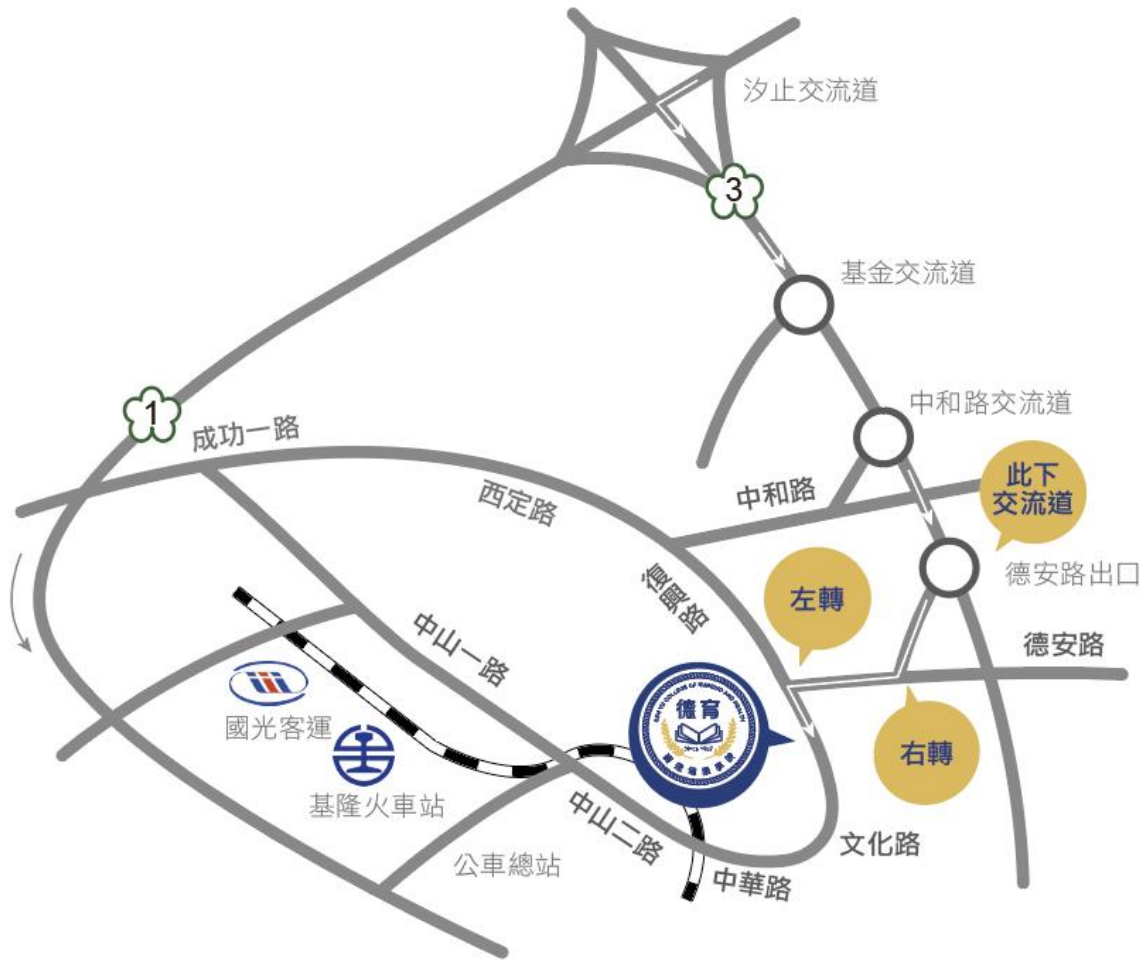 汐止交流道
3
基金交流道
1
中和路交流道
成功一路
西定路
中和路
此下
交流道
德安路出口
復興路
左轉
中山一路
德安路
國光客運
德育
右轉
基隆火車站
中山二路
文化路
公車總站
中華路